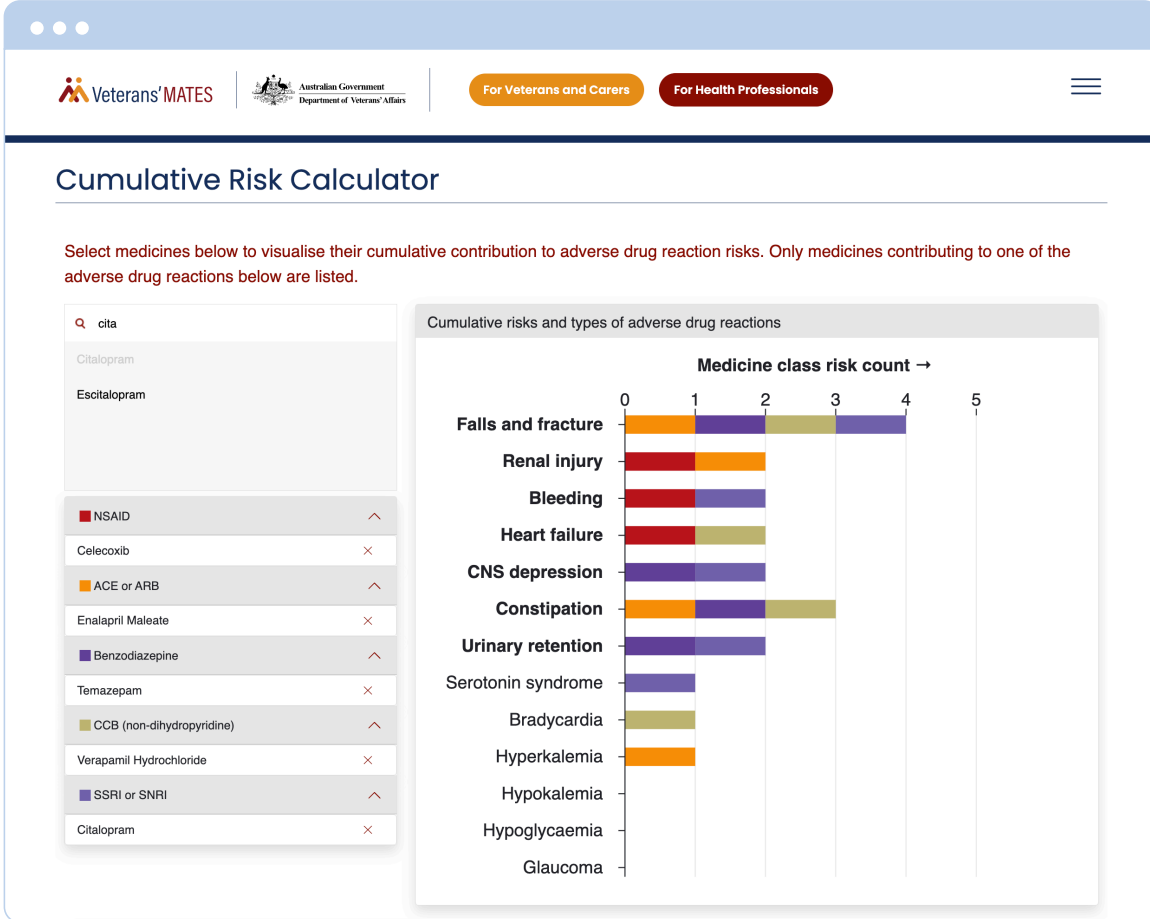 Veterans'MATES
Australian Government
Department of Veterans' Affairs
For Veterans and Carers
For Health Professionals
Cumulative Risk Calculator
Select medicines below to visualise their cumulative contribution to adverse drug reaction risks. Only medicines contributing to one of the
adverse drug reactions below are listed.
cita
Citalopram
Escitalopram
NSAID
Celecoxib
ACE or ARB
Enalapril Maleate
Benzodiazepine
Temazepam
CCB (non-dihydropyridine)
Verapamil Hydrochloride
SSRI or SNRI
Citalopram
Cumulative risks and types of adverse drug reactions
Medicine class risk count →
0 1 2 3 4 5
Falls and fracture
Renal injury
Bleeding
Heart failure
CNS depression
Constipation
Urinary retention
Serotonin syndrome
Bradycardia
Hyperkalemia
Hypokalemia
Hypoglycaemia
Glaucoma